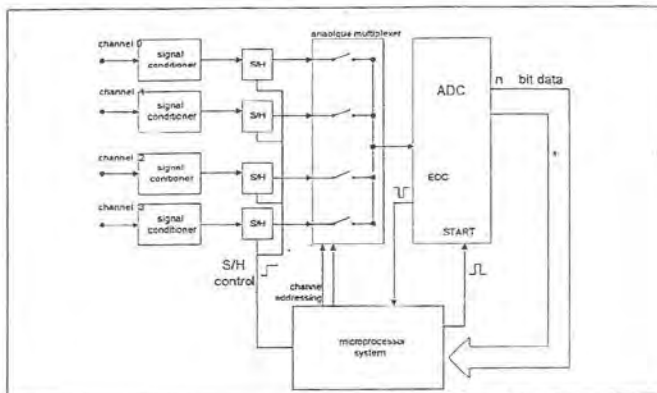 analogue multiplexer
channel 0
signal
conditioner
S/H
ADC
n bit data
channel 1
signal
conditioner
S/H
channel 2
signal
conditioner
S/H
EOC
channel 3
signal
conditioner
S/H
START
S/H
control
channel
addressing
microprocessor
system